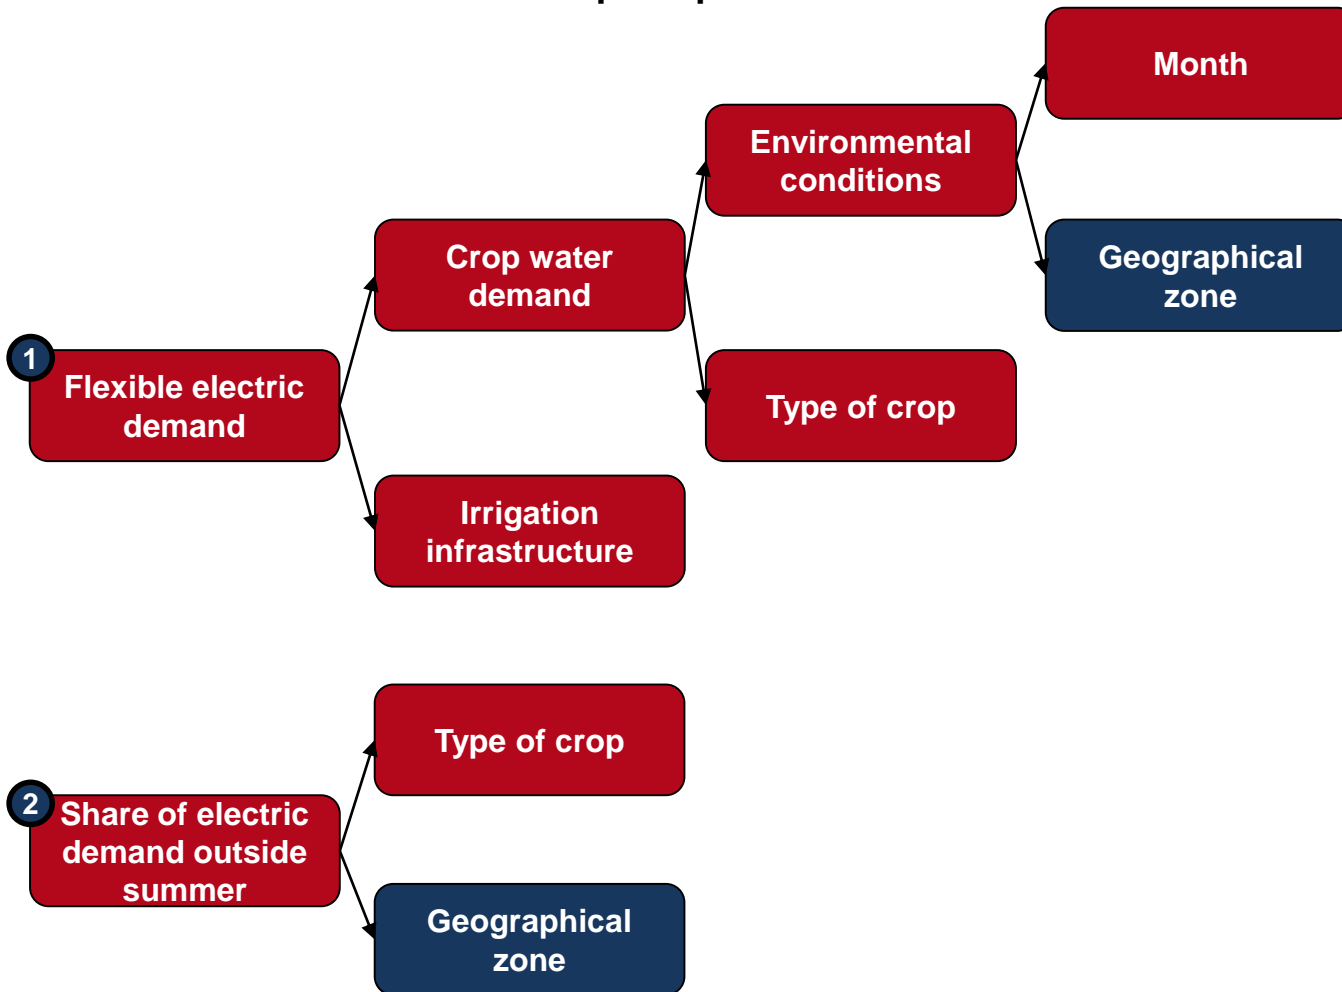 Month
Environmental
conditions
Crop water
demand
Geographical
zone
1
Flexible electric
demand
Type of crop
Irrigation
infrastructure
Type of crop
2
Share of electric
demand outside
summer
Geographical
zone